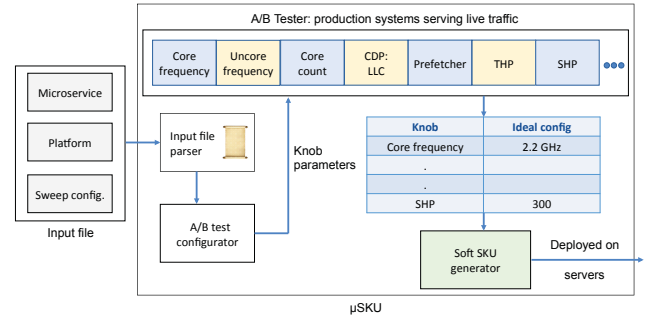 A/B Tester: production systems serving live traffic
Core
frequency
Uncore
frequency
Core
count
CDP:
LLC
Prefetcher
THP
SHP
Microservice
Platform
Sweep config.
Input file
Input file
parser
A/B test
configurator
Knob
parameters
Knob Ideal config
Core frequency 2.2 GHz
.
.
SHP 300
Soft SKU
generator
Deployed on
servers
μSKU